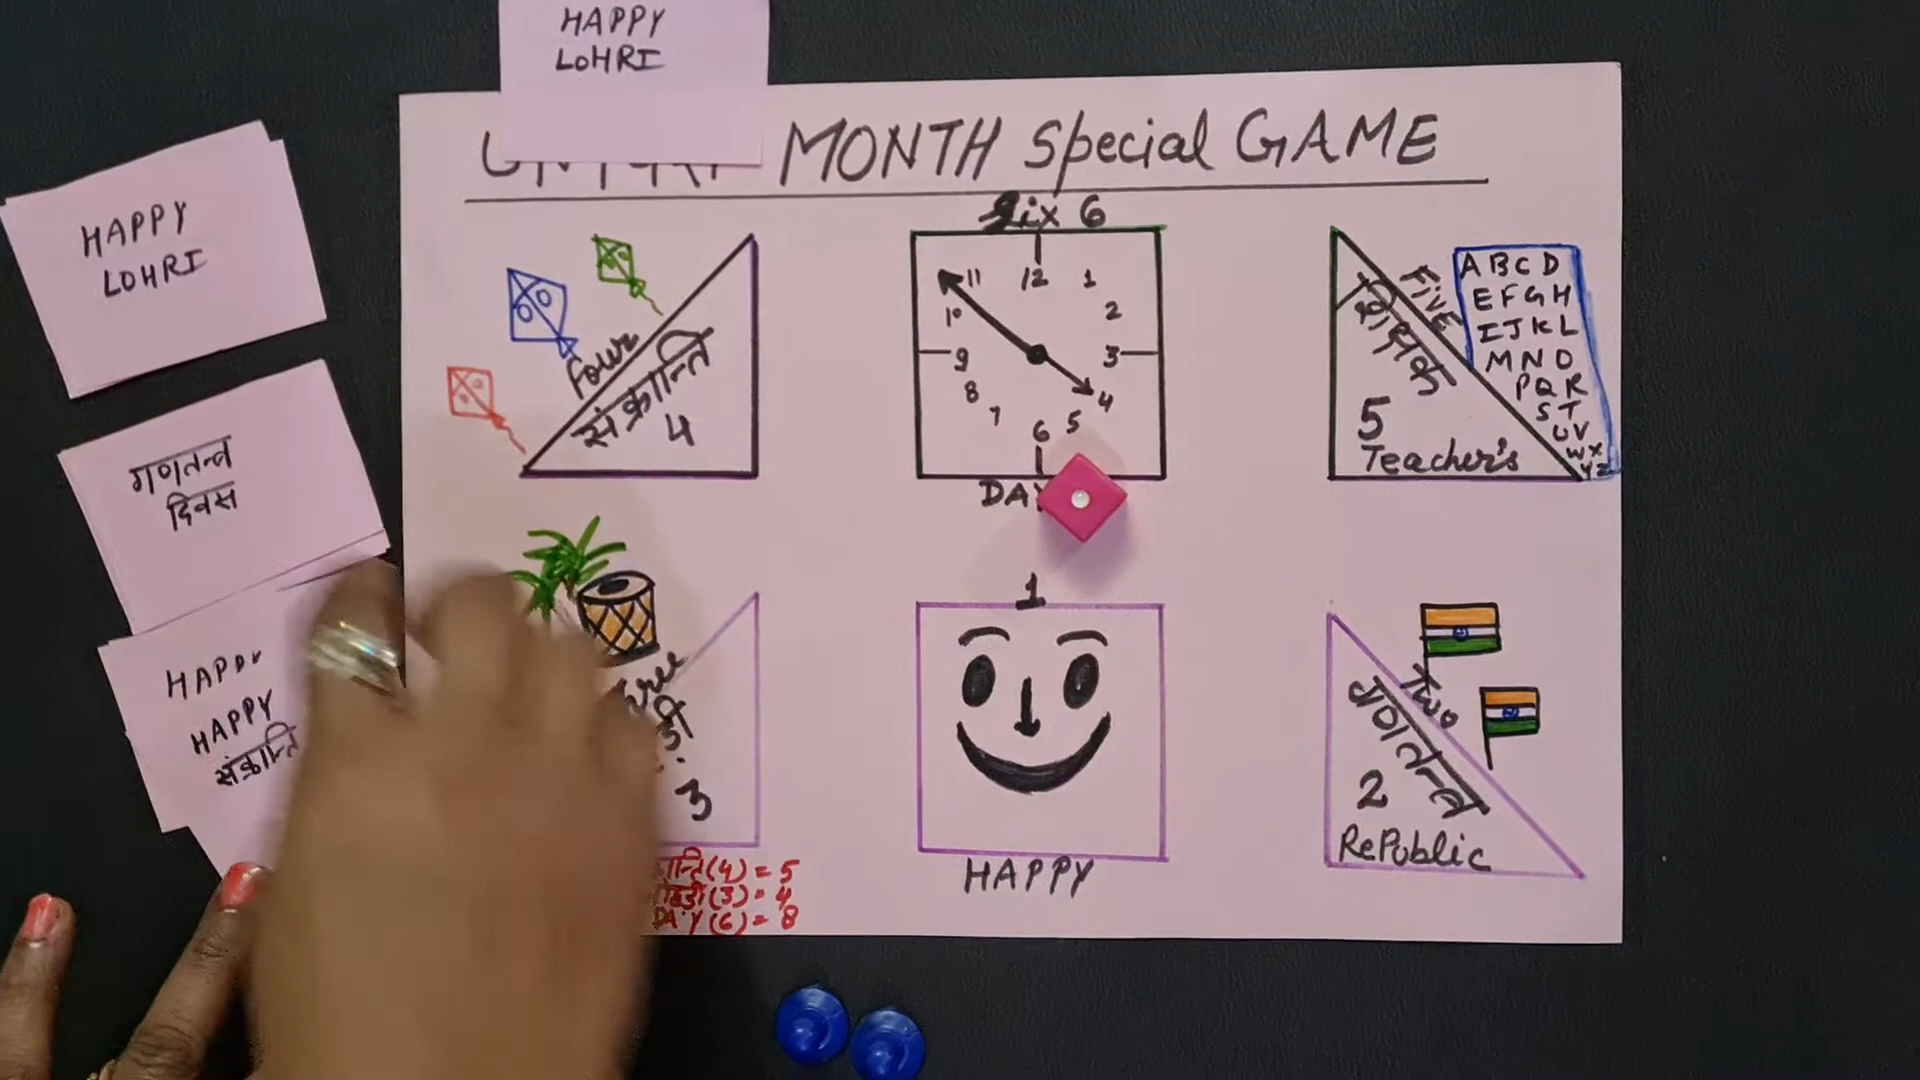 HAPPY
LOHRI
MONTH Special GAME
HAPPY
LOHRI
गणतन्त्र
दिवस
HAPPY
संक्रान्ति
Four
संक्रान्ति
4
Six 6
11 12 1
10 2
9 3
8 4
7 6 5
DAY
FIVE
शिक्षक
5
Teacher's
A B C D
E F G H
I J K L
M N O
P Q R
S T
U V
W X
Y Z
3
1
HAPPY
Two
गणतन्त्र
2
RePublic
(4) = 5
(3) = 4
DAY (6) = 8